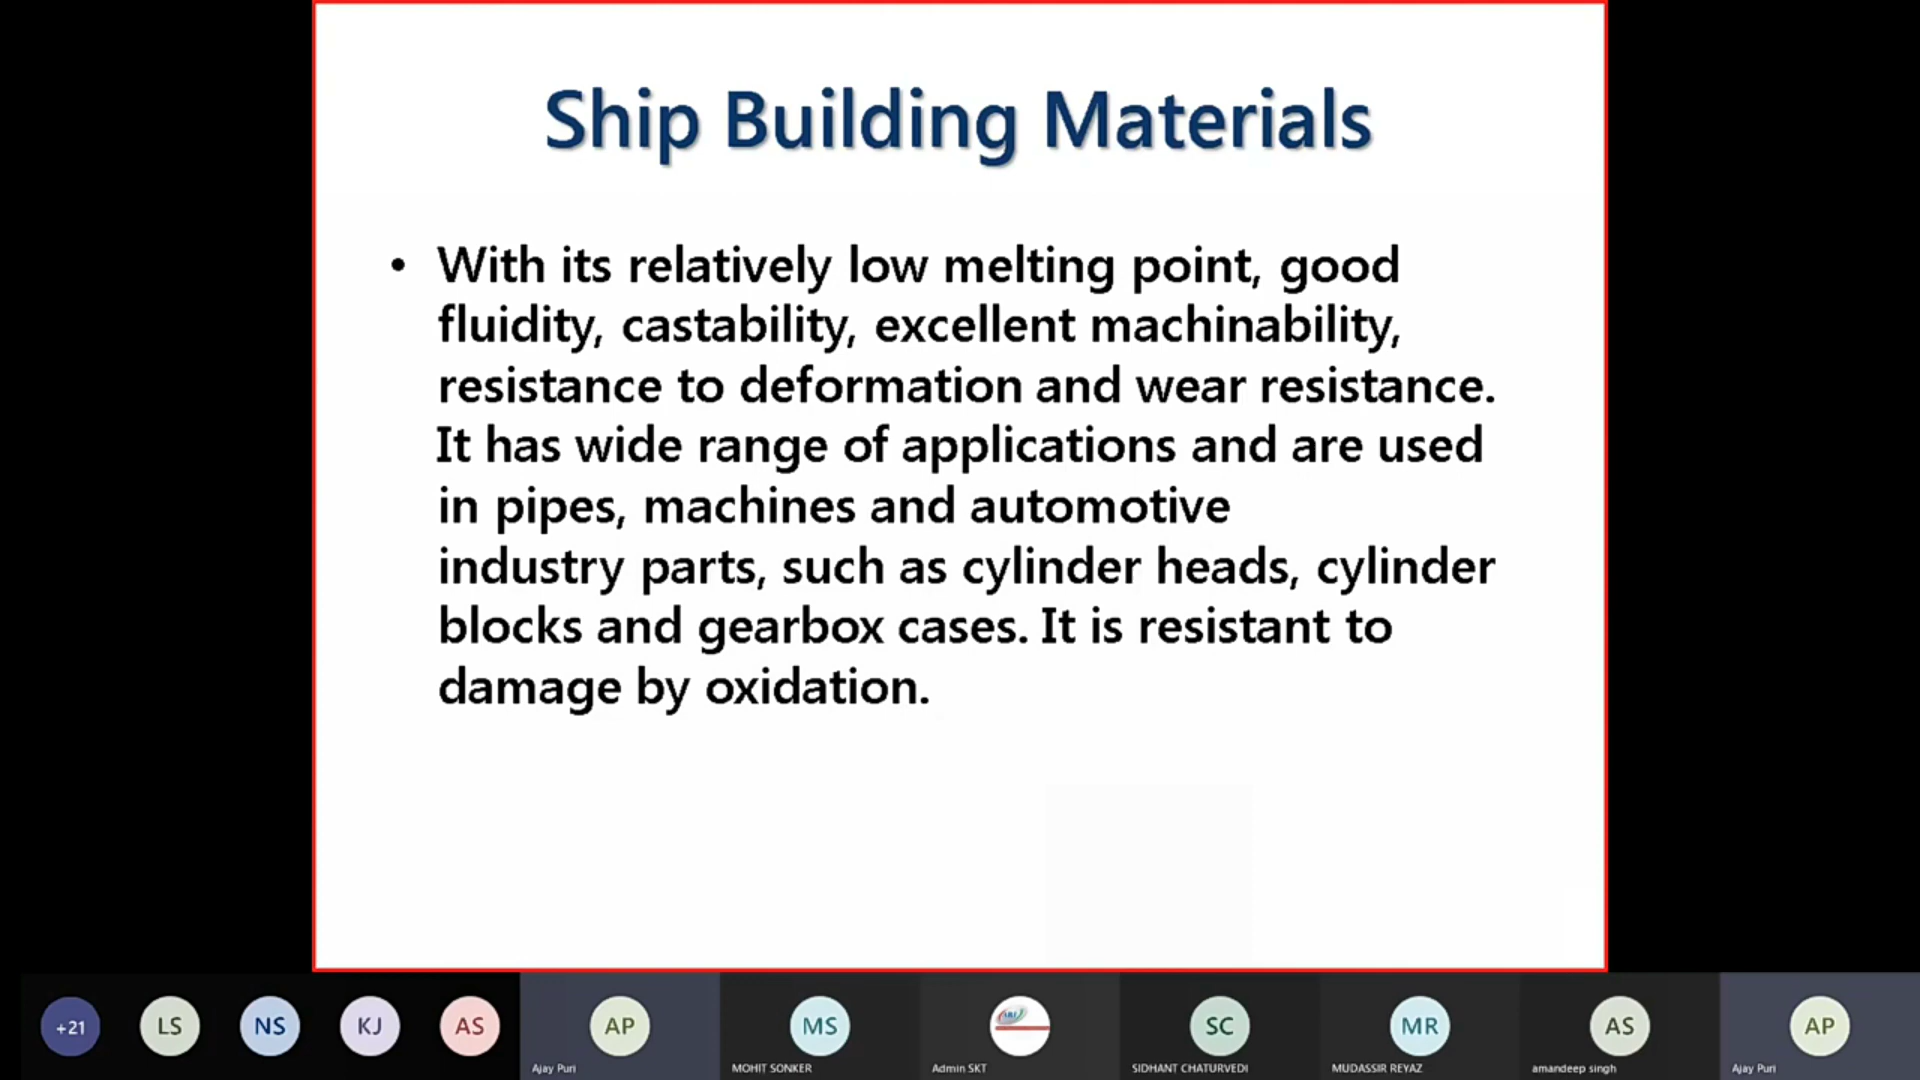 Ship Building Materials
• With its relatively low melting point, good
fluidity, castability, excellent machinability,
resistance to deformation and wear resistance.
It has wide range of applications and are used
in pipes, machines and automotive
industry parts, such as cylinder heads, cylinder
blocks and gearbox cases. It is resistant to
damage by oxidation.
+21 LS NS KJ AS AP MS SC MR AS AP
Ajay Puri MOHIT SONKER Admin SKT SIDHANT CHATURVEDI MUDASSIR REYAZ amandeep singh Ajay Puri